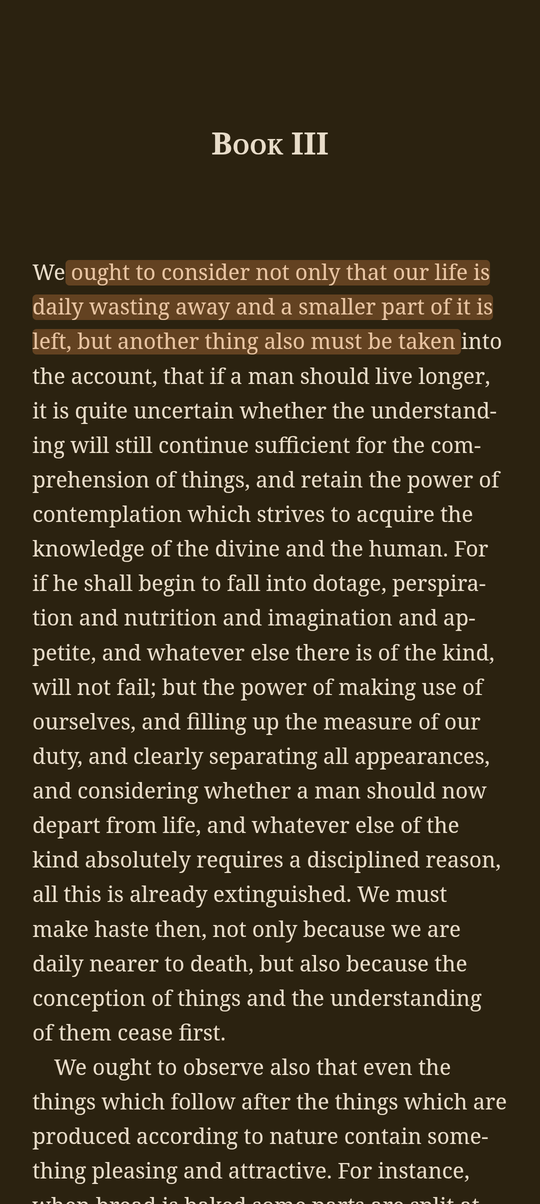 Book III
We ought to consider not only that our life is
daily wasting away and a smaller part of it is
left, but another thing also must be taken into
the account, that if a man should live longer,
it is quite uncertain whether the understand-
ing will still continue sufficient for the com-
prehension of things, and retain the power of
contemplation which strives to acquire the
knowledge of the divine and the human. For
if he shall begin to fall into dotage, perspira-
tion and nutrition and imagination and ap-
petite, and whatever else there is of the kind,
will not fail; but the power of making use of
ourselves, and filling up the measure of our
duty, and clearly separating all appearances,
and considering whether a man should now
depart from life, and whatever else of the
kind absolutely requires a disciplined reason,
all this is already extinguished. We must
make haste then, not only because we are
daily nearer to death, but also because the
conception of things and the understanding
of them cease first.
We ought to observe also that even the
things which follow after the things which are
produced according to nature contain some-
thing pleasing and attractive. For instance,
when bread is baked some parts are split at